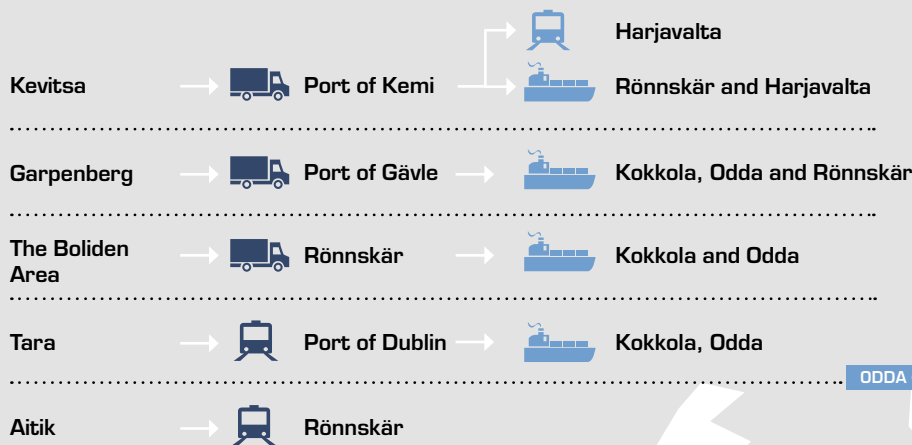 Harjavalta
Kevitsa Port of Kemi Rönnskär and Harjavalta
Garpenberg Port of Gävle Kokkola, Odda and Rönnskär
The Boliden
Area Rönnskär Kokkola and Odda
Tara Port of Dublin Kokkola, Odda
ODDA
Aitik Rönnskär